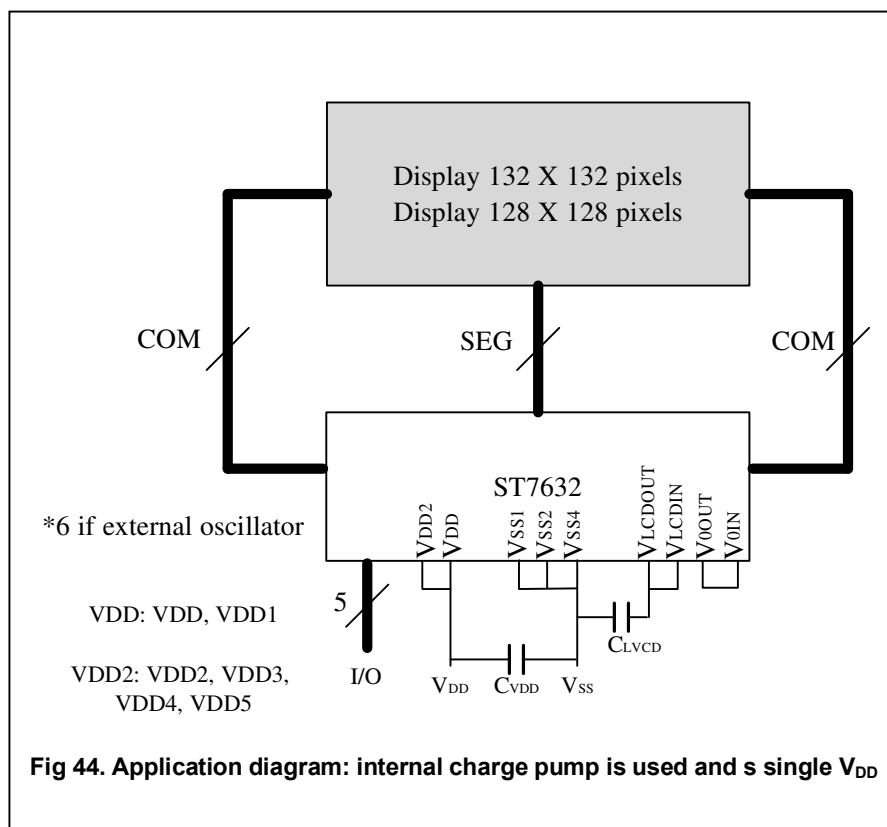 Display 132 X 132 pixels
Display 128 X 128 pixels
COM
SEG
COM
ST7632
*6 if external oscillator
VDD2
VDD
VSS1
VSS2
VSS4
VLCDOUT
VLCDIN
V0OUT
V0IN
5
VDD: VDD, VDD1
CLVCD
VDD2: VDD2, VDD3,
VDD4, VDD5
I/O
VDD
CVDD
VSS
Fig 44. Application diagram: internal charge pump is used and s single VDD